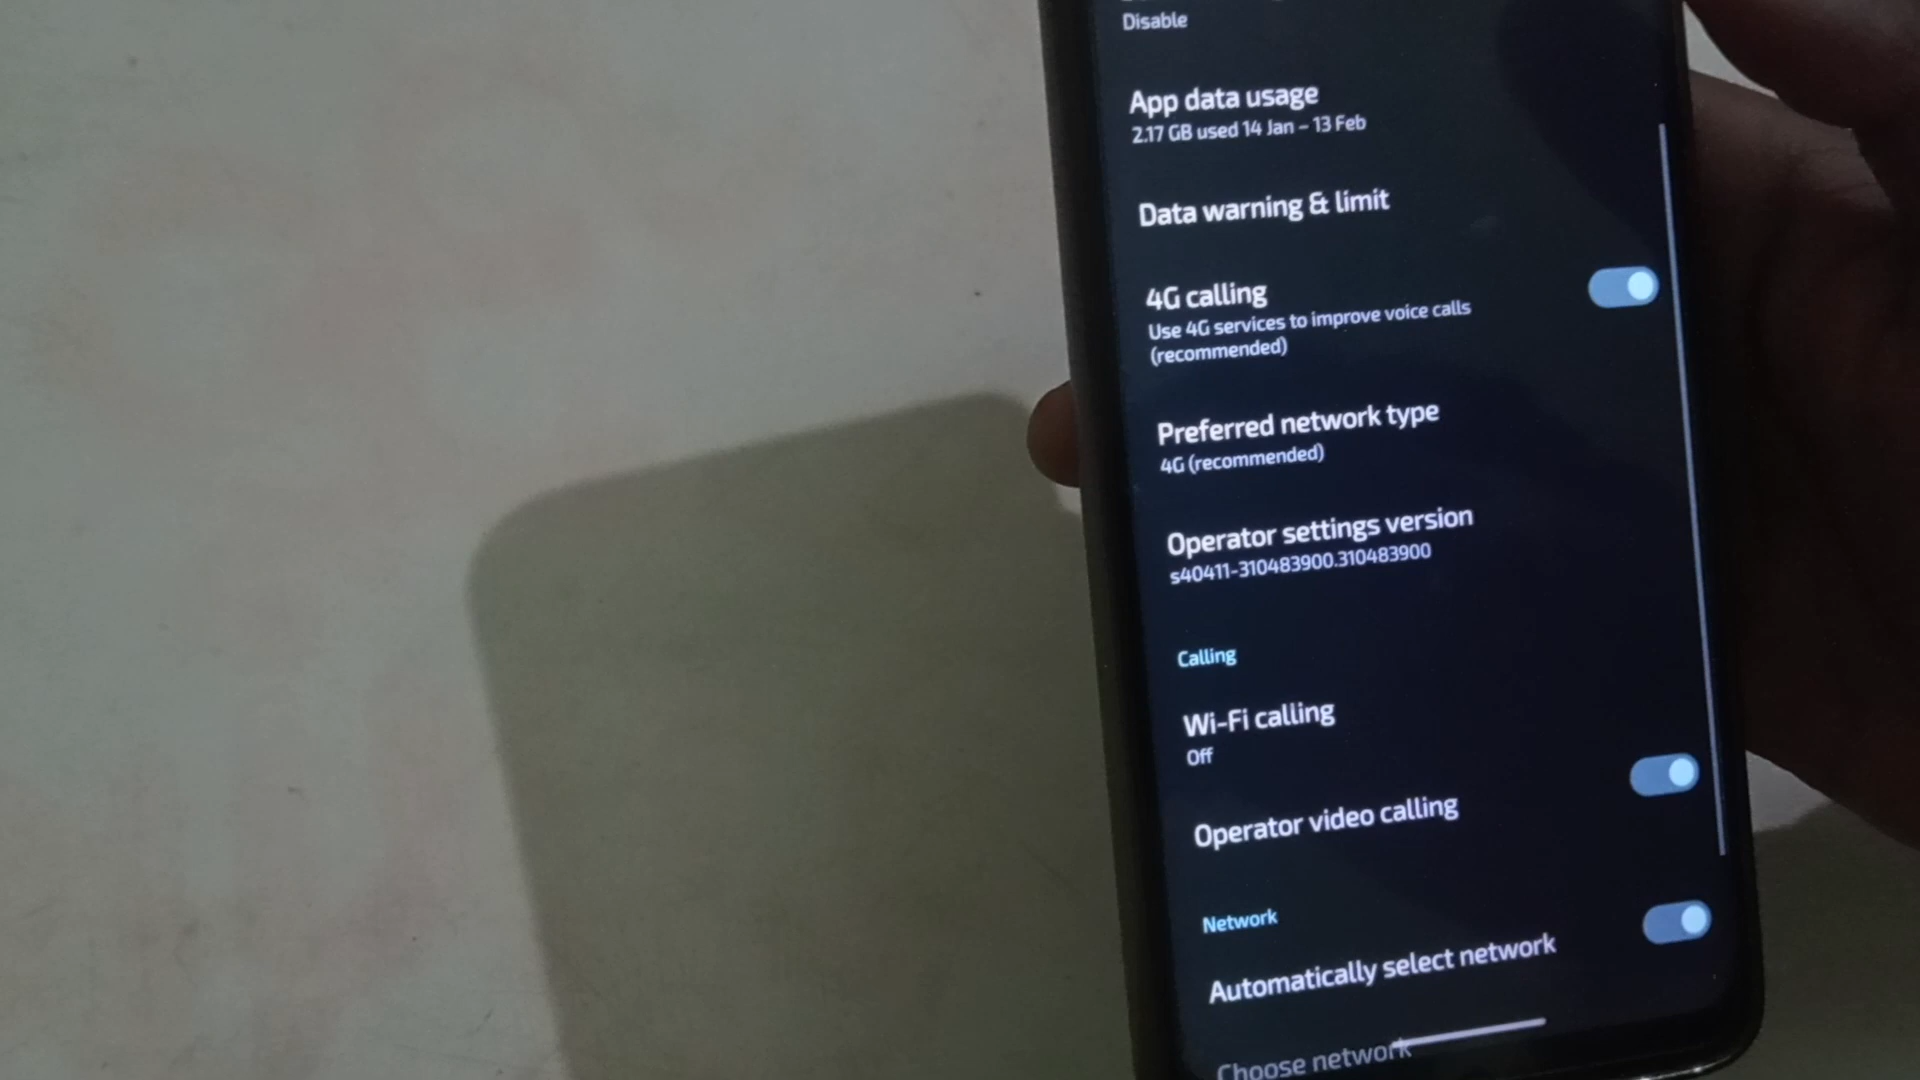 Disable
App data usage
2.17 GB used 14 Jan – 13 Feb
Data warning & limit
4G calling
Use 4G services to improve voice calls
(recommended)
Preferred network type
4G (recommended)
Operator settings version
s40411-310483900.310483900
Calling
Wi-Fi calling
Off
Operator video calling
Network
Automatically select network
Choose network